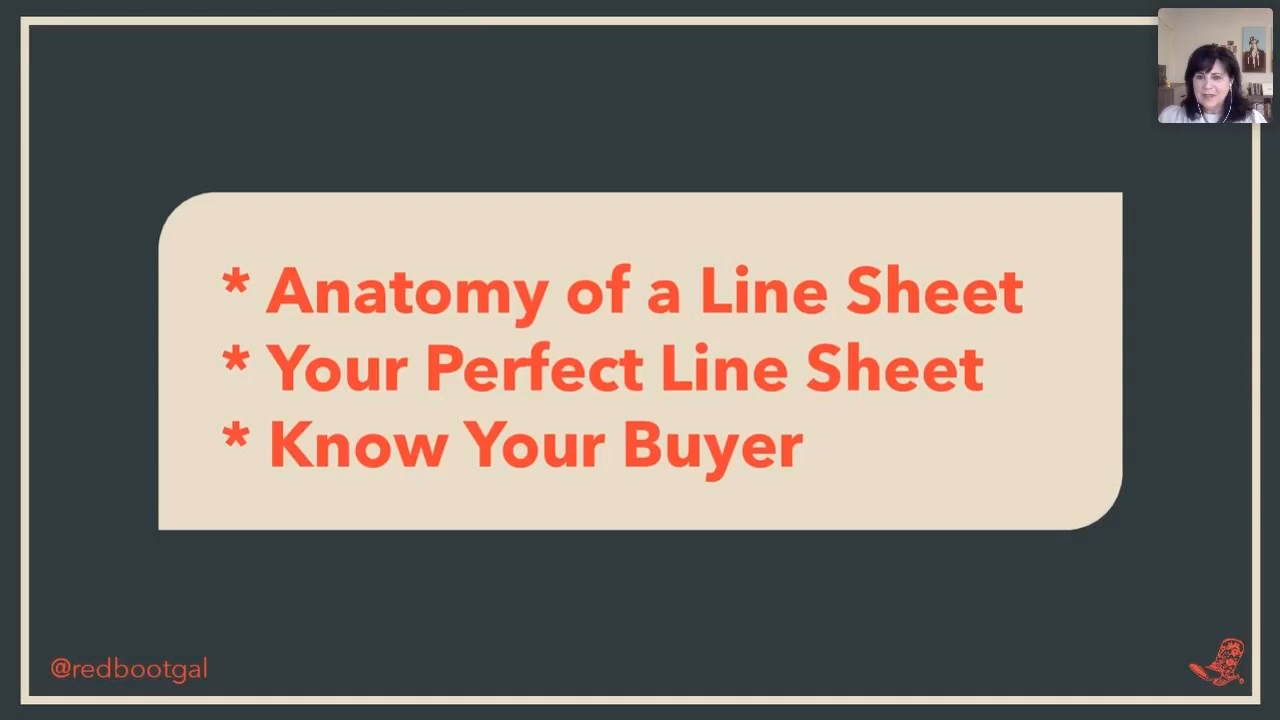 * Anatomy of a Line Sheet
* Your Perfect Line Sheet
* Know Your Buyer
@redbootgal